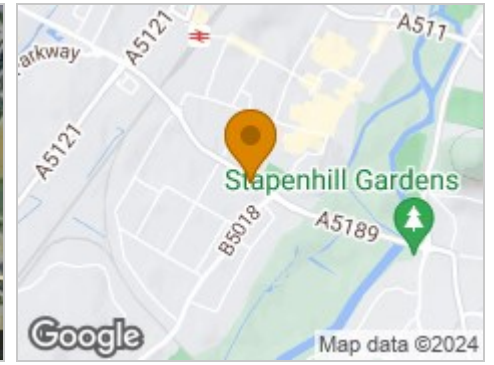 A511
A5121
arkway
A5121
Stapenhill Gardens
B5018
A5189
Google
Map data ©2024